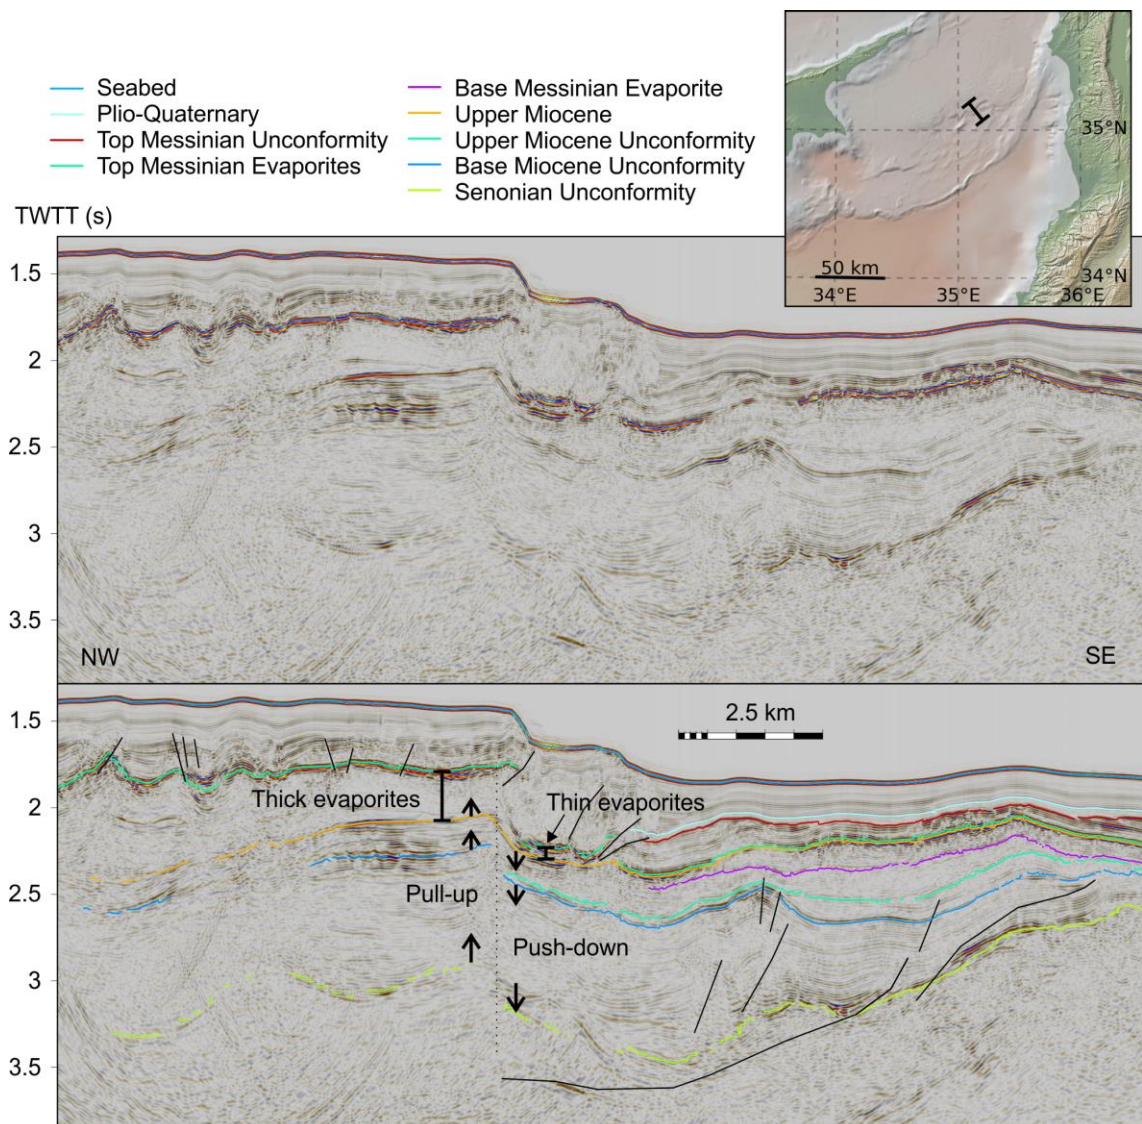 Seabed
Plio-Quaternary
Top Messinian Unconformity
Top Messinian Evaporites
Base Messinian Evaporite
Upper Miocene
Upper Miocene Unconformity
Base Miocene Unconformity
Senonian Unconformity
35°N
34°N
50 km
34°E
35°E
36°E
TWTT (s)
1.5
2
2.5
3
3.5
NW
SE
1.5
2
2.5
3
3.5
2.5 km
Thick evaporites
Thin evaporites
Pull-up
Push-down